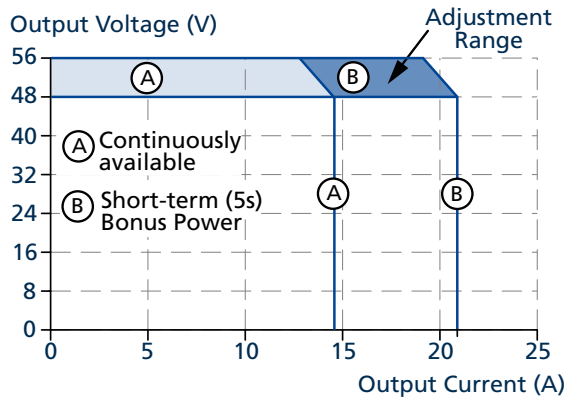 Output Voltage (V)
Adjustment
Range
56
48
40
32
24
16
8
0
A
B
A Continuously
available
B Short-term (5s)
Bonus Power
A
B
0 5 10 15 20 25
Output Current (A)